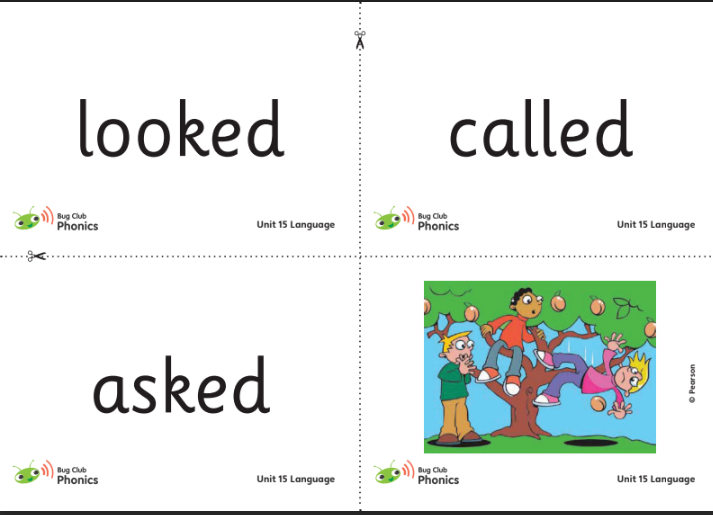 looked
Bug Club
Phonics
Unit 15 Language
called
Bug Club
Phonics
Unit 15 Language
asked
Bug Club
Phonics
Unit 15 Language
© Pearson
Bug Club
Phonics
Unit 15 Language